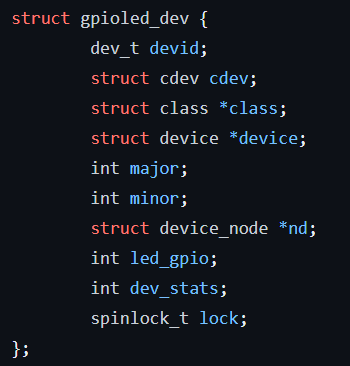 struct gpioled_dev {
        dev_t devid;
        struct cdev cdev;
        struct class *class;
        struct device *device;
        int major;
        int minor;
        struct device_node *nd;
        int led_gpio;
        int dev_stats;
        spinlock_t lock;
};